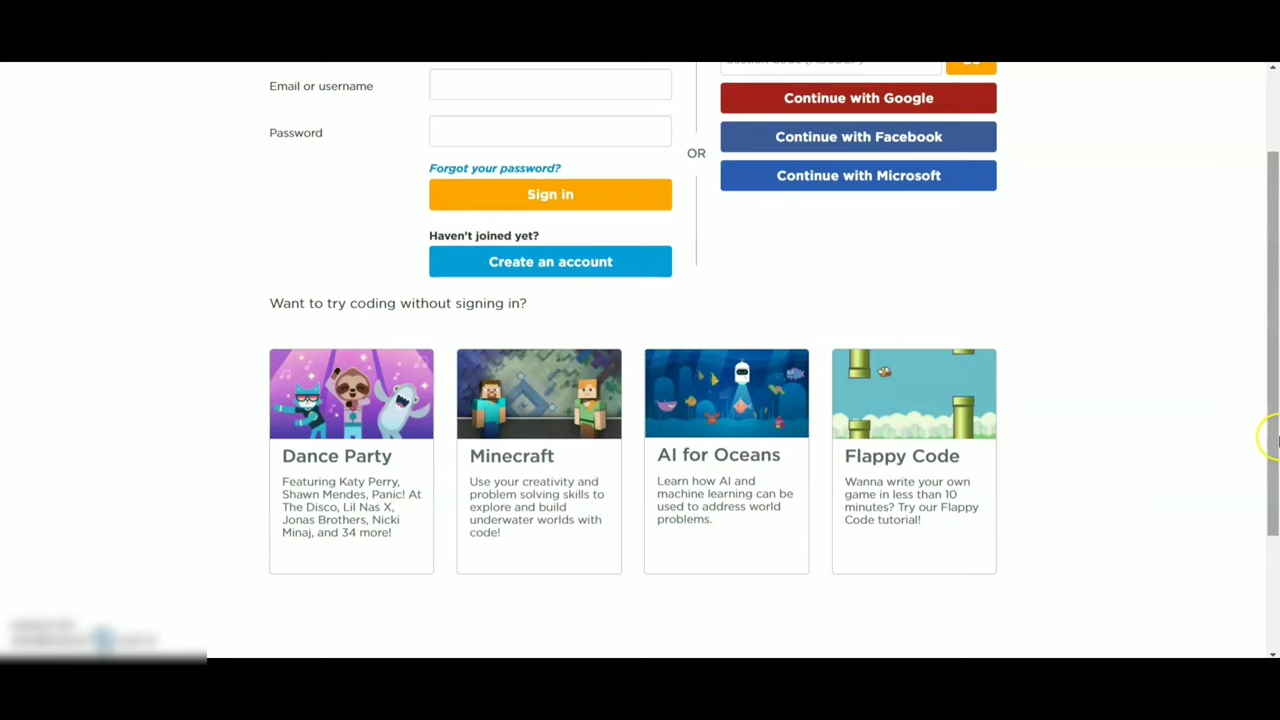 Email or username
Continue with Google
Password
Continue with Facebook
OR
Forgot your password?
Continue with Microsoft
Sign in
Haven't joined yet?
Create an account
Want to try coding without signing in?
Dance Party
Featuring Katy Perry,
Shawn Mendes, Panic! At
The Disco, Lil Nas X,
Jonas Brothers, Nicki
Minaj, and 34 more!
Minecraft
Use your creativity and
problem solving skills to
explore and build
underwater worlds with
code!
AI for Oceans
Learn how AI and
machine learning can be
used to address world
problems.
Flappy Code
Wanna write your own
game in less than 10
minutes? Try our Flappy
Code tutorial!